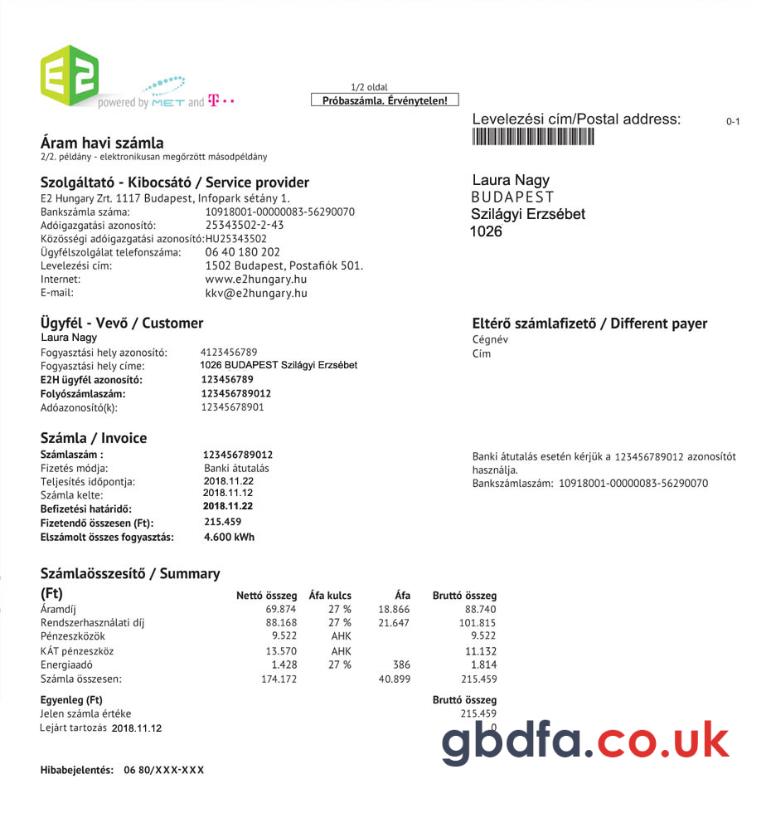 E2
powered by MET and T··
1/2 oldal
Próbaszámla. Érvénytelen!
Levelezési cím/Postal address: 0-1
Áram havi számla
2/2. példány - elektronikusan megőrzött másodpéldány
Szolgáltató - Kibocsátó / Service provider
E2 Hungary Zrt. 1117 Budapest, Infopark sétány 1.
Bankszámla száma: 10918001-00000083-56290070
Adóigazgatási azonosító: 25343502-2-43
Közösségi adóigazgatási azonosító:HU25343502
Ügyfélszolgálat telefonszáma: 06 40 180 202
Levelezési cím: 1502 Budapest, Postafiók 501.
Internet: www.e2hungary.hu
E-mail: kkv@e2hungary.hu
Laura Nagy
BUDAPEST
Szilágyi Erzsébet
1026
Ügyfél - Vevő / Customer
Laura Nagy
Fogyasztási hely azonosító: 4123456789
Fogyasztási hely címe: 1026 BUDAPEST Szilágyi Erzsébet
E2H ügyfél azonosító: 123456789
Folyószámlaszám: 123456789012
Adóazonosító(k): 12345678901
Eltérő számlafizető / Different payer
Cégnév
Cím
Számla / Invoice
Számlaszám : 123456789012
Fizetés módja: Banki átutalás
Teljesítés időpontja: 2018.11.22
Számla kelte: 2018.11.12
Befizetési határidő: 2018.11.22
Fizetendő összesen (Ft): 215.459
Elszámolt összes fogyasztás: 4.600 kWh
Banki átutalás esetén kérjük a 123456789012 azonosítót
használja.
Bankszámlaszám: 10918001-00000083-56290070
Számlaösszesítő / Summary
(Ft) Nettó összeg Áfa kulcs Áfa Bruttó összeg
Áramdíj 69.874 27 % 18.866 88.740
Rendszerhasználati díj 88.168 27 % 21.647 101.815
Pénzeszközök 9.522 AHK 9.522
KÁT pénzeszköz 13.570 AHK 11.132
Energiaadó 1.428 27 % 386 1.814
Számla összesen: 174.172 40.899 215.459
Egyenleg (Ft) Bruttó összeg
Jelen számla értéke 215.459
Lejárt tartozás 2018.11.12 0
gbdfa.co.uk
Hibabejelentés: 06 80/XXX-XXX